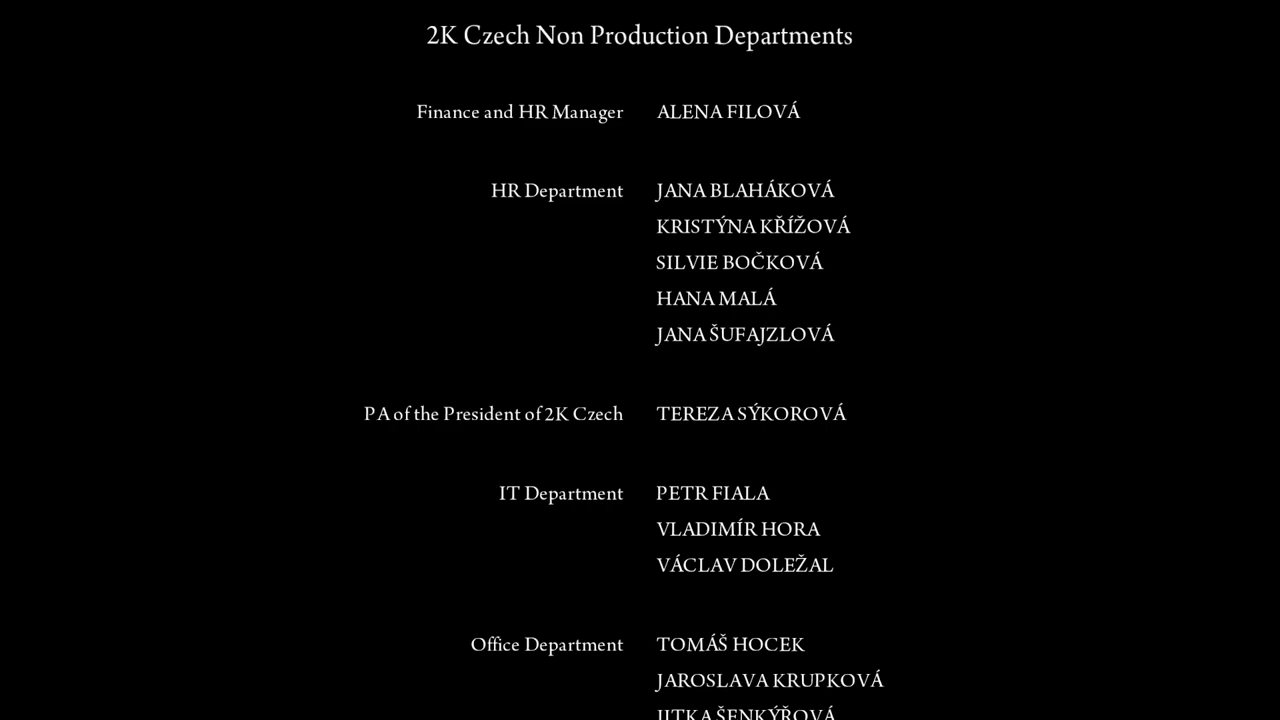 2K Czech Non Production Departments
Finance and HR Manager ALENA FILOVÁ
HR Department JANA BLAHÁKOVÁ
KRISTÝNA KŘÍŽOVÁ
SILVIE BOČKOVÁ
HANA MALÁ
JANA ŠUFAJZLOVÁ
PA of the President of 2K Czech TEREZA SÝKOROVÁ
IT Department PETR FIALA
VLADIMÍR HORA
VÁCLAV DOLEŽAL
Office Department TOMÁŠ HOCEK
JAROSLAVA KRUPKOVÁ
JITKA ŠENKÝŘOVÁ